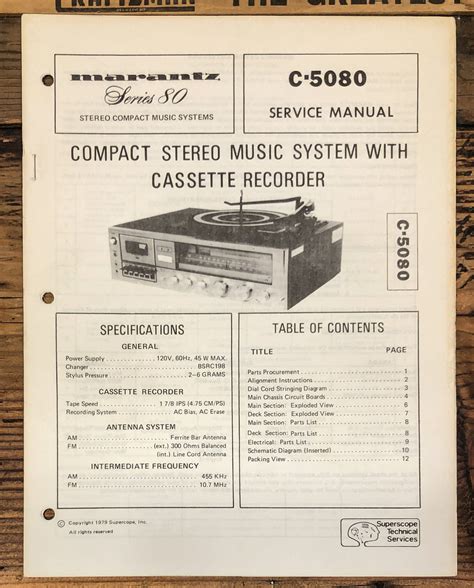 CRAFTSMAN THE GREATEST
marantz
Series 80
STEREO COMPACT MUSIC SYSTEMS
C-5080
SERVICE MANUAL
COMPACT STEREO MUSIC SYSTEM WITH
CASSETTE RECORDER
C-5080
SPECIFICATIONS
GENERAL
Power Supply . . . . . . . . . . 120V, 60Hz, 45 W MAX.
Changer . . . . . . . . . . BSRC198
Stylus Pressure . . . . . . . . . . 2–6 GRAMS
CASSETTE RECORDER
Tape Speed . . . . . . . . . . 1 7/8 IPS (4.75 CM/PS)
Recording System . . . . . . . . . . AC Bias, AC Erase
ANTENNA SYSTEM
AM . . . . . . . . . . Ferrite Bar Antenna
FM . . . . . . . . . . (ext.) 300 Ohms Balanced
(int.) Line Cord Antenna
INTERMEDIATE FREQUENCY
AM . . . . . . . . . . 455 KHz
FM . . . . . . . . . . 10.7 MHz
TABLE OF CONTENTS
TITLE PAGE
Parts Procurement . . . . . . . . . . 1
Alignment Instructions . . . . . . . . . . 2
Dial Cord Stringing Diagram . . . . . . . . . . 3
Main Chassis Circuit Boards . . . . . . . . . . 4
Main Section: Exploded View . . . . . . . . . . 6
Deck Section: Exploded View . . . . . . . . . . 7
Main Section: Parts List . . . . . . . . . . 8
Deck Section: Parts List . . . . . . . . . . 8
Electrical: Parts List . . . . . . . . . . 9
Schematic Diagram (Inserted) . . . . . . . . . . 10
Packing View . . . . . . . . . . 12
© Copyright 1979 Superscope, Inc.
All rights reserved
Superscope
Technical
Services